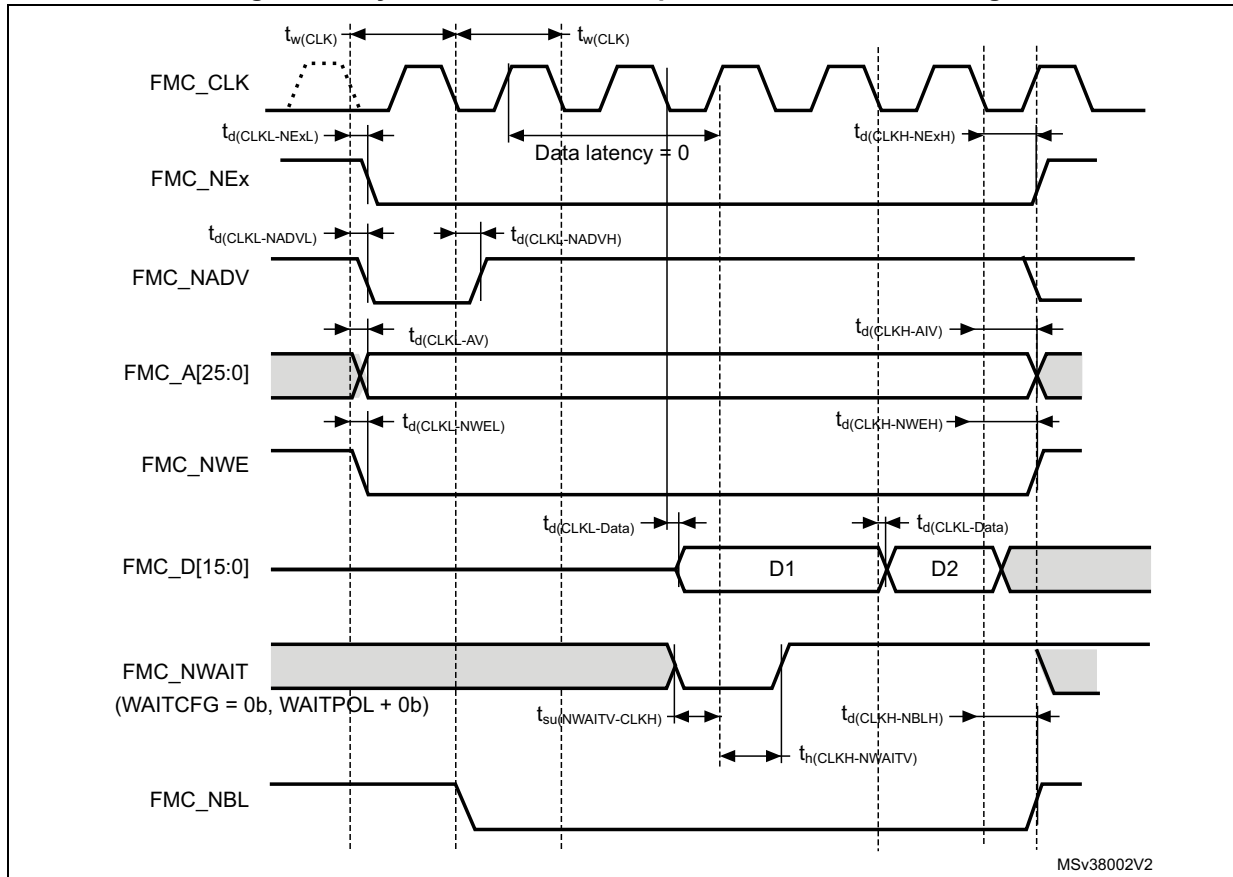 tw(CLK) tw(CLK)
FMC_CLK
td(CLKL-NExL) td(CLKH-NExH)
Data latency = 0
FMC_NEx
td(CLKL-NADVL) td(CLKL-NADVH)
FMC_NADV
td(CLKL-AV) td(CLKH-AIV)
FMC_A[25:0]
td(CLKL-NWEL) td(CLKH-NWEH)
FMC_NWE
td(CLKL-Data) td(CLKL-Data)
FMC_D[15:0] D1 D2
FMC_NWAIT
(WAITCFG = 0b, WAITPOL + 0b)
tsu(NWAITV-CLKH) td(CLKH-NBLH)
th(CLKH-NWAITV)
FMC_NBL
MSv38002V2